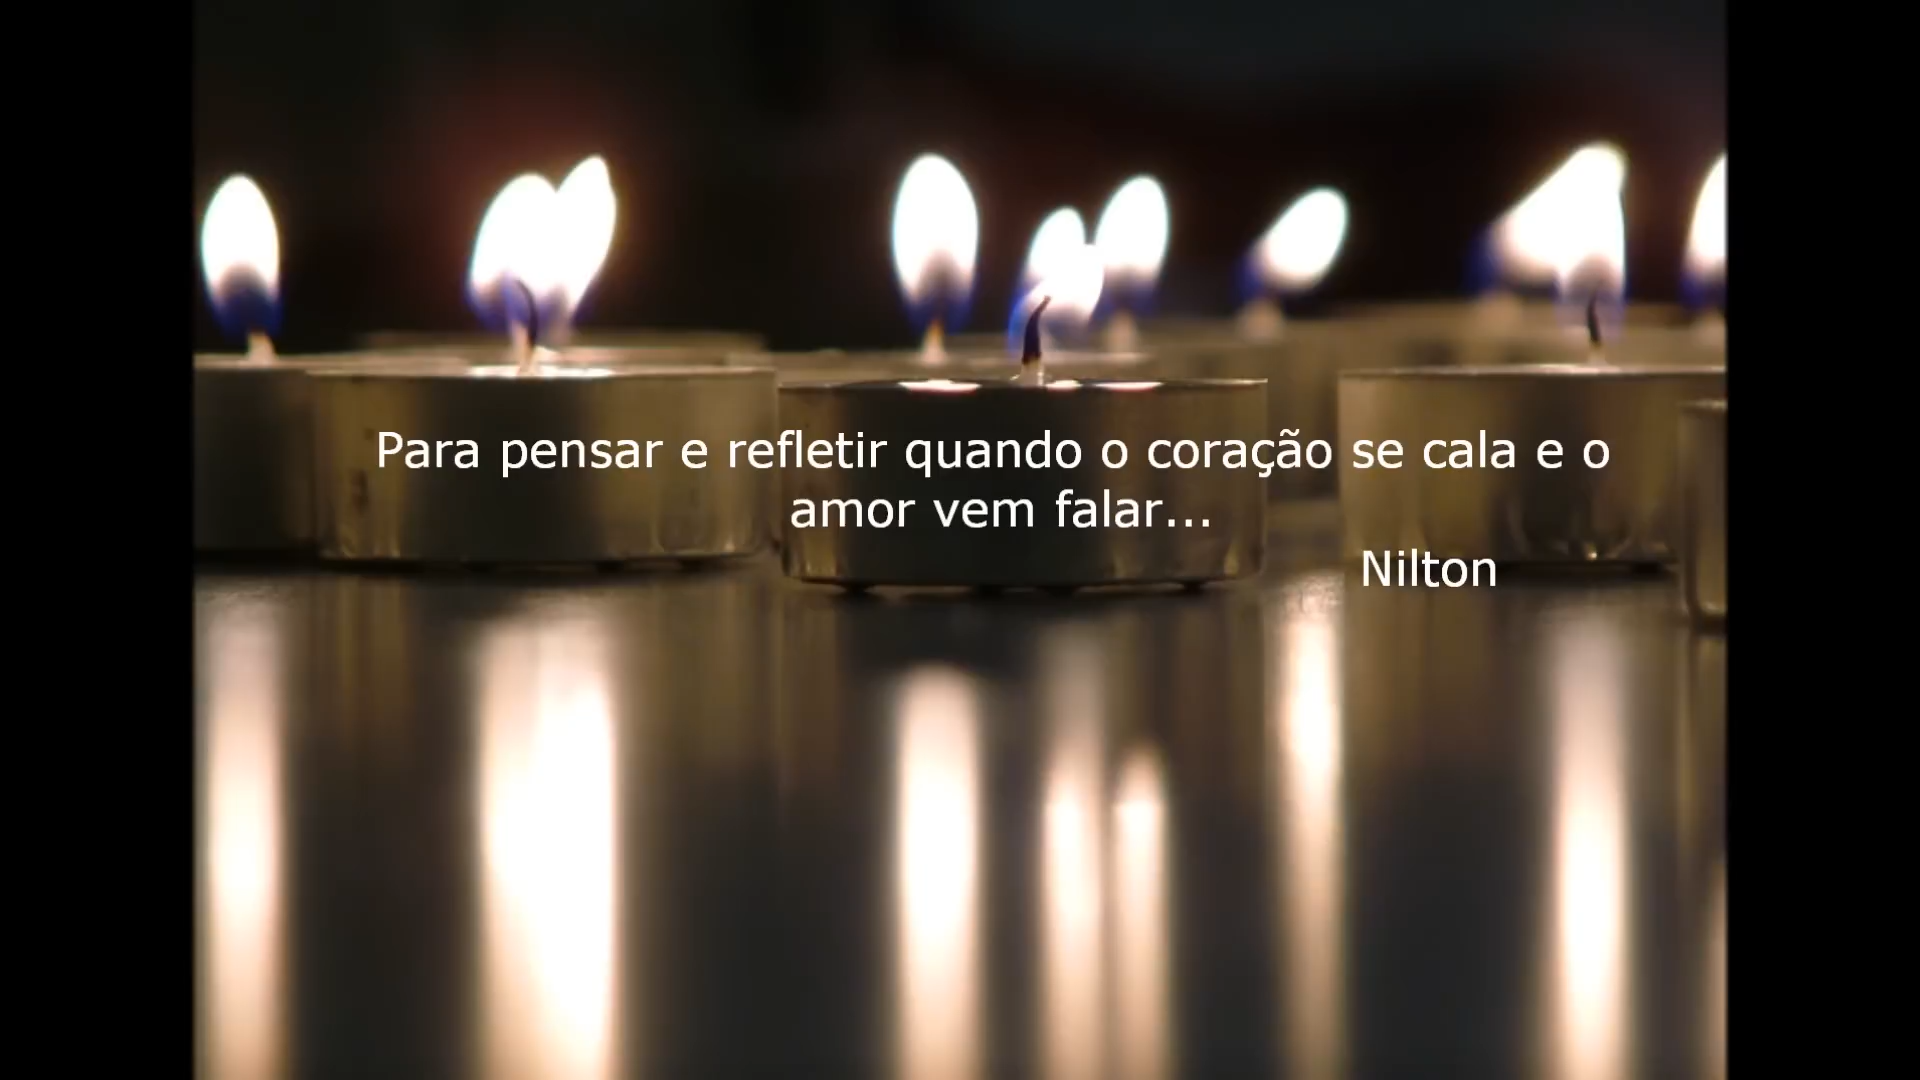 Para pensar e refletir quando o coração se cala e o
amor vem falar...
Nilton